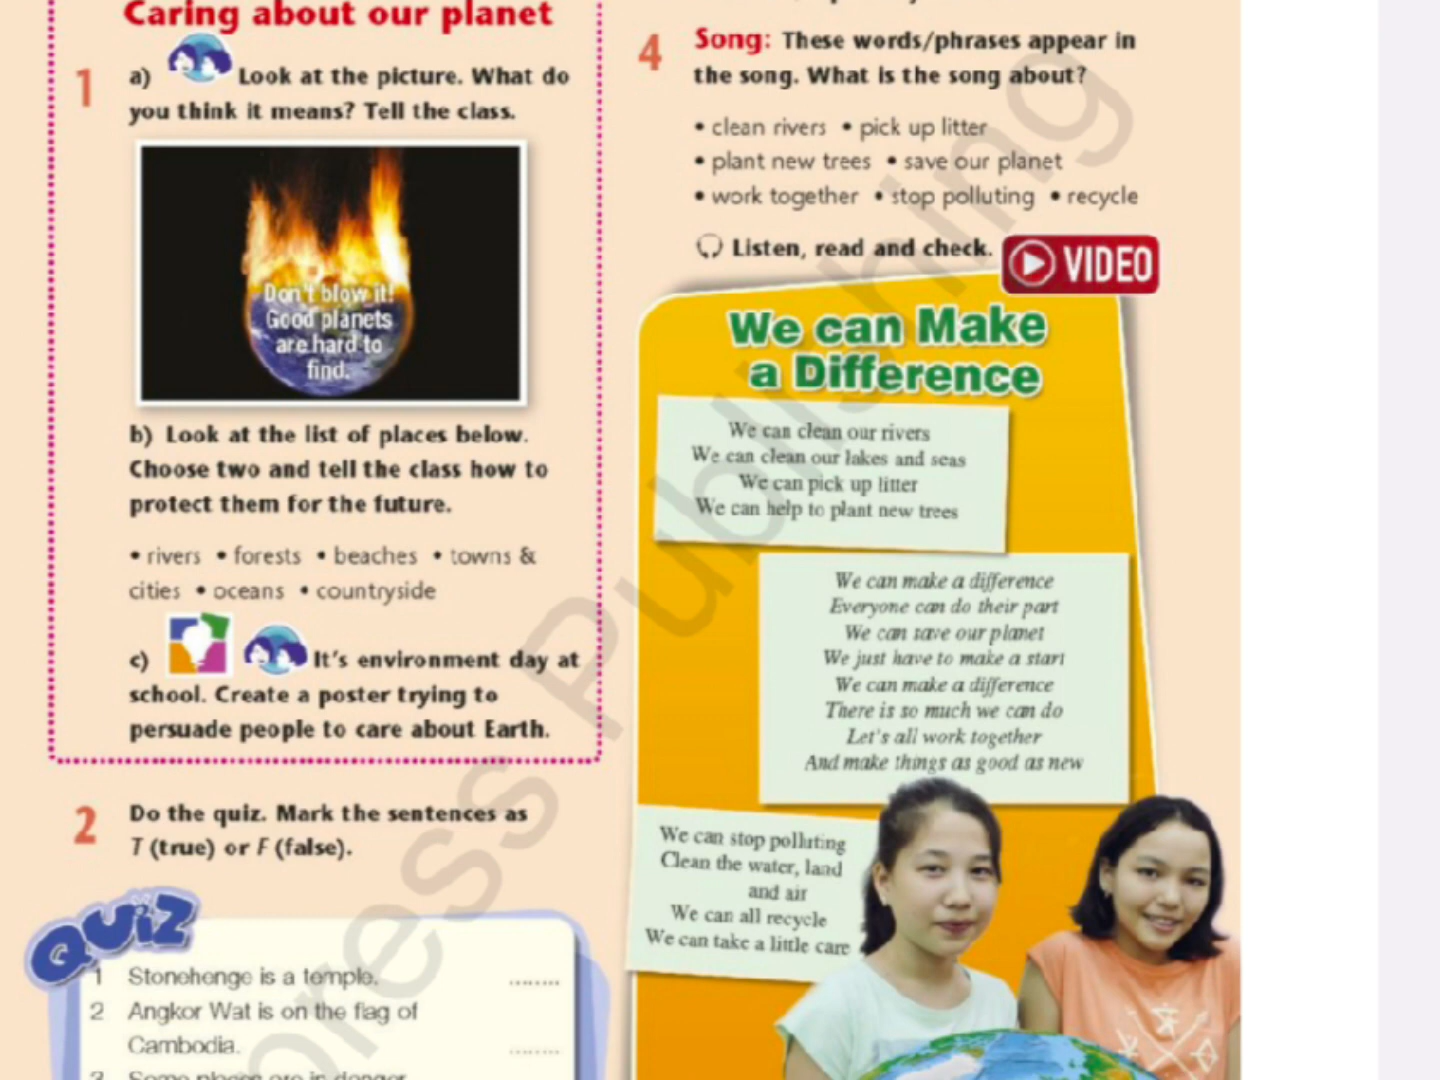 Caring about our planet
1
a) Look at the picture. What do
you think it means? Tell the class.
Don't blow it!
Good planets
are hard to
find.
b) Look at the list of places below.
Choose two and tell the class how to
protect them for the future.
• rivers • forests • beaches • towns &
cities • oceans • countryside
c) It's environment day at
school. Create a poster trying to
persuade people to care about Earth.
2
Do the quiz. Mark the sentences as
T (true) or F (false).
QUIZ
1 Stonehenge is a temple. ........
2 Angkor Wat is on the flag of
Cambodia. ........
3 Some places are in danger
4
Song: These words/phrases appear in
the song. What is the song about?
• clean rivers • pick up litter
• plant new trees • save our planet
• work together • stop polluting • recycle
Listen, read and check.
VIDEO
We can Make
a Difference
We can clean our rivers
We can clean our lakes and seas
We can pick up litter
We can help to plant new trees
We can make a difference
Everyone can do their part
We can save our planet
We just have to make a start
We can make a difference
There is so much we can do
Let's all work together
And make things as good as new
We can stop polluting
Clean the water, land
and air
We can all recycle
We can take a little care
press Publishing